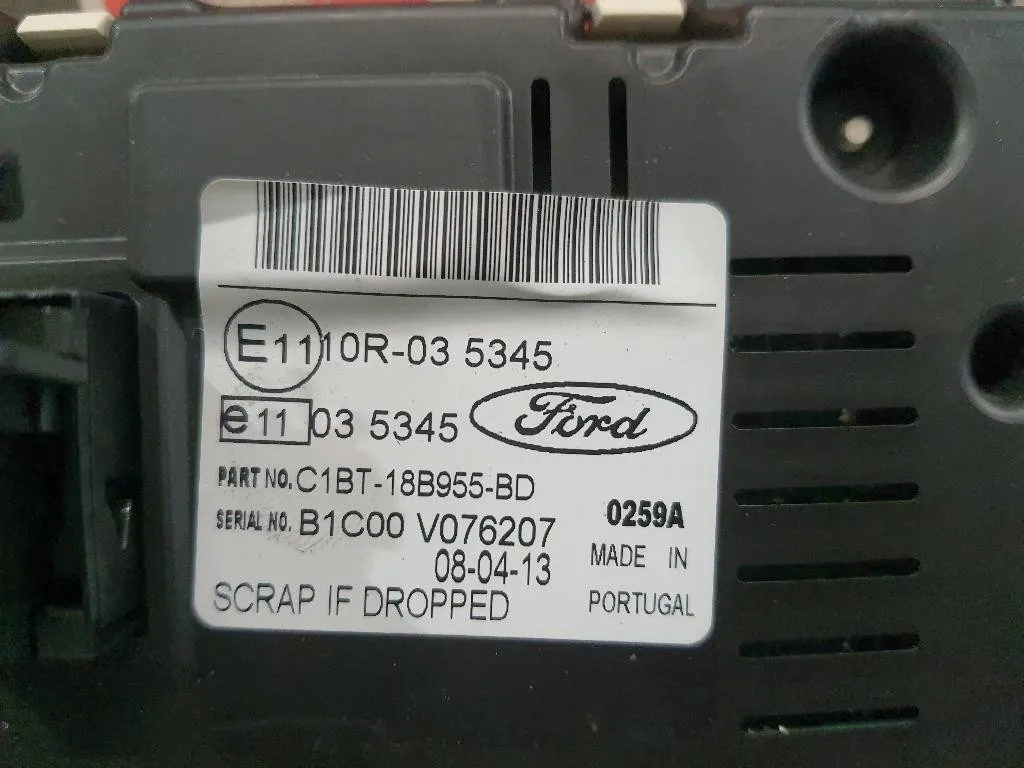 E11 10R-03 5345
e11 03 5345 Ford
PART NO. C1BT-18B955-BD
SERIAL NO. B1C00 V076207 0259A
08-04-13 MADE IN
SCRAP IF DROPPED PORTUGAL